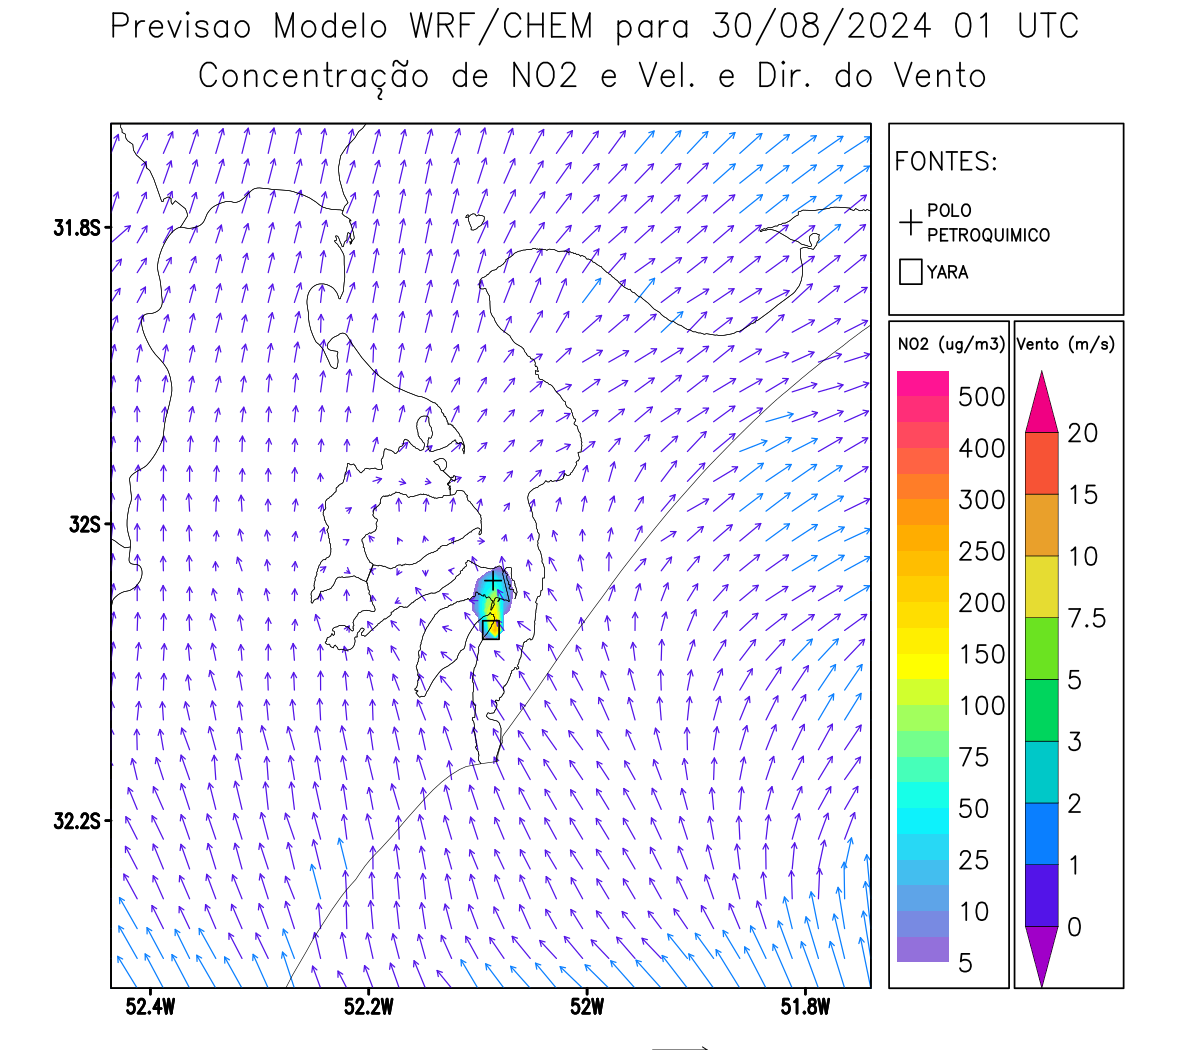 Previsao Modelo WRF/CHEM para 30/08/2024 01 UTC
Concentração de NO2 e Vel. e Dir. do Vento
FONTES:
POLO
PETROQUIMICO
YARA
31.8S
32S
32.2S
52.4W 52.2W 52W 51.8W
NO2 (ug/m3)
500
400
300
250
200
150
100
75
50
25
10
5
Vento (m/s)
20
15
10
7.5
5
3
2
1
0